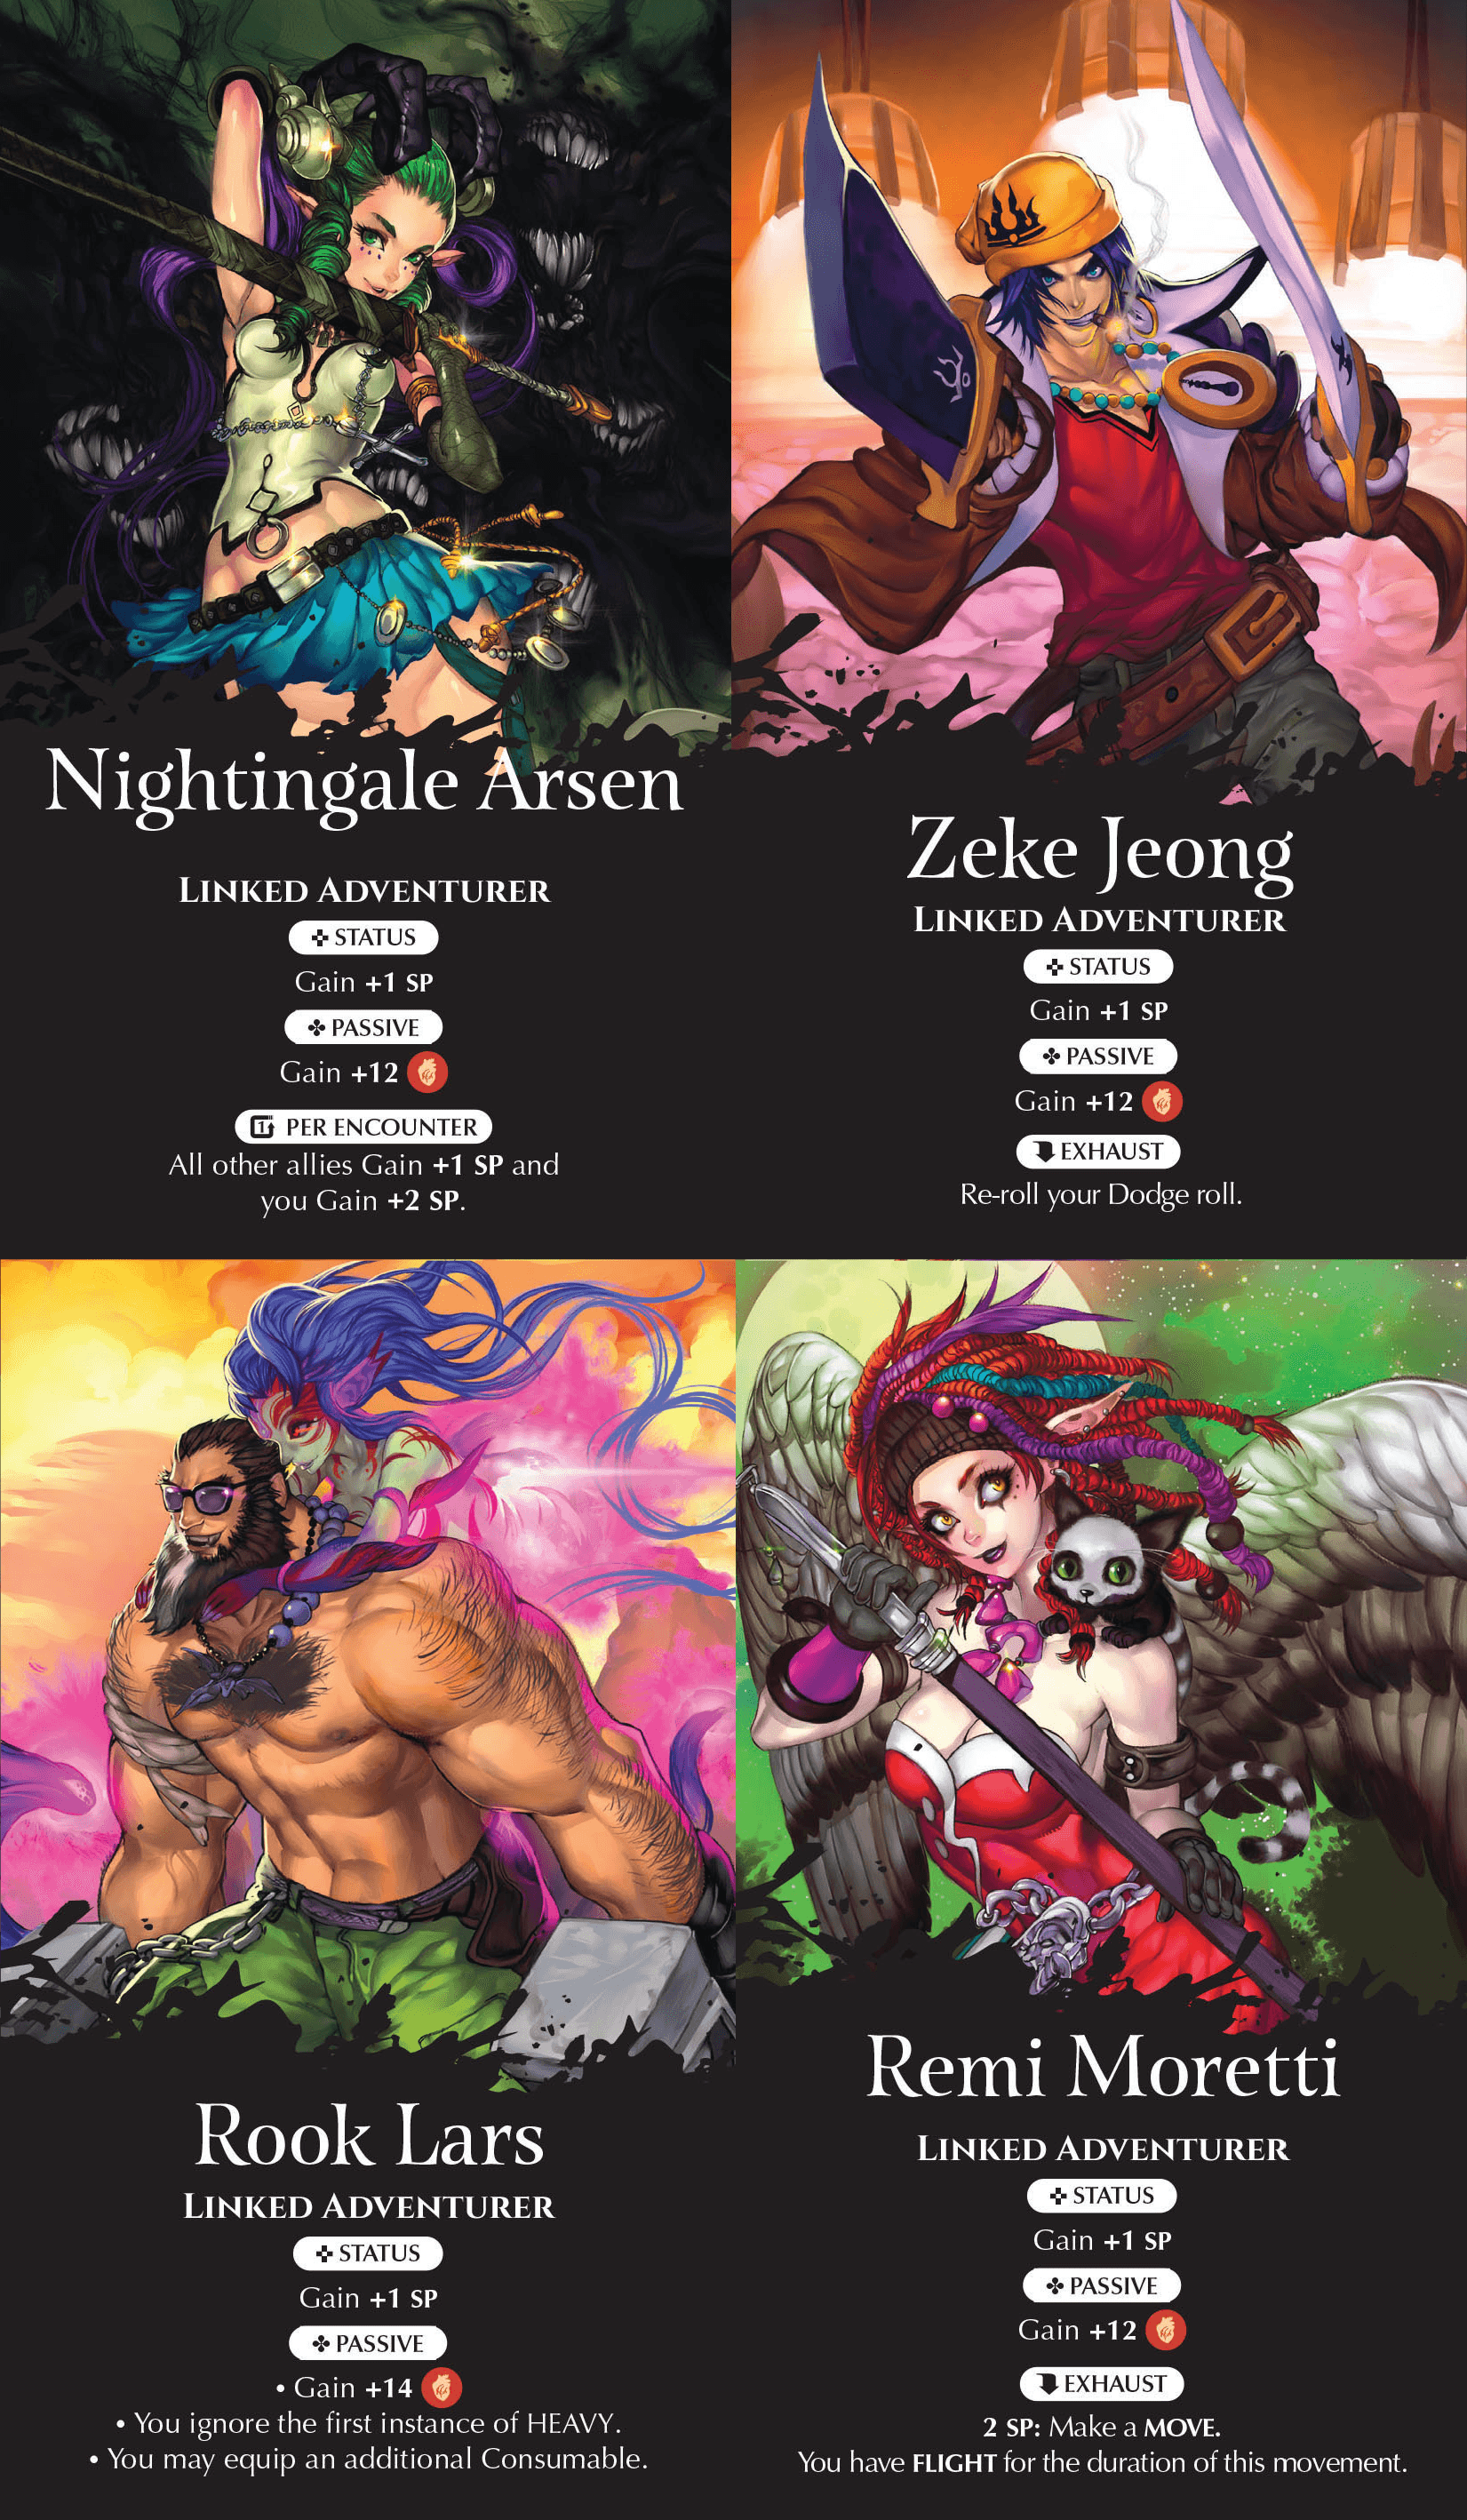 Nightingale Arsen
LINKED ADVENTURER
STATUS
Gain +1 SP
PASSIVE
Gain +12
1 PER ENCOUNTER
All other allies Gain +1 SP and
you Gain +2 SP.
Zeke Jeong
LINKED ADVENTURER
STATUS
Gain +1 SP
PASSIVE
Gain +12
EXHAUST
Re-roll your Dodge roll.
Rook Lars
LINKED ADVENTURER
STATUS
Gain +1 SP
PASSIVE
• Gain +14
• You ignore the first instance of HEAVY.
• You may equip an additional Consumable.
Remi Moretti
LINKED ADVENTURER
STATUS
Gain +1 SP
PASSIVE
Gain +12
EXHAUST
2 SP: Make a MOVE.
You have FLIGHT for the duration of this movement.